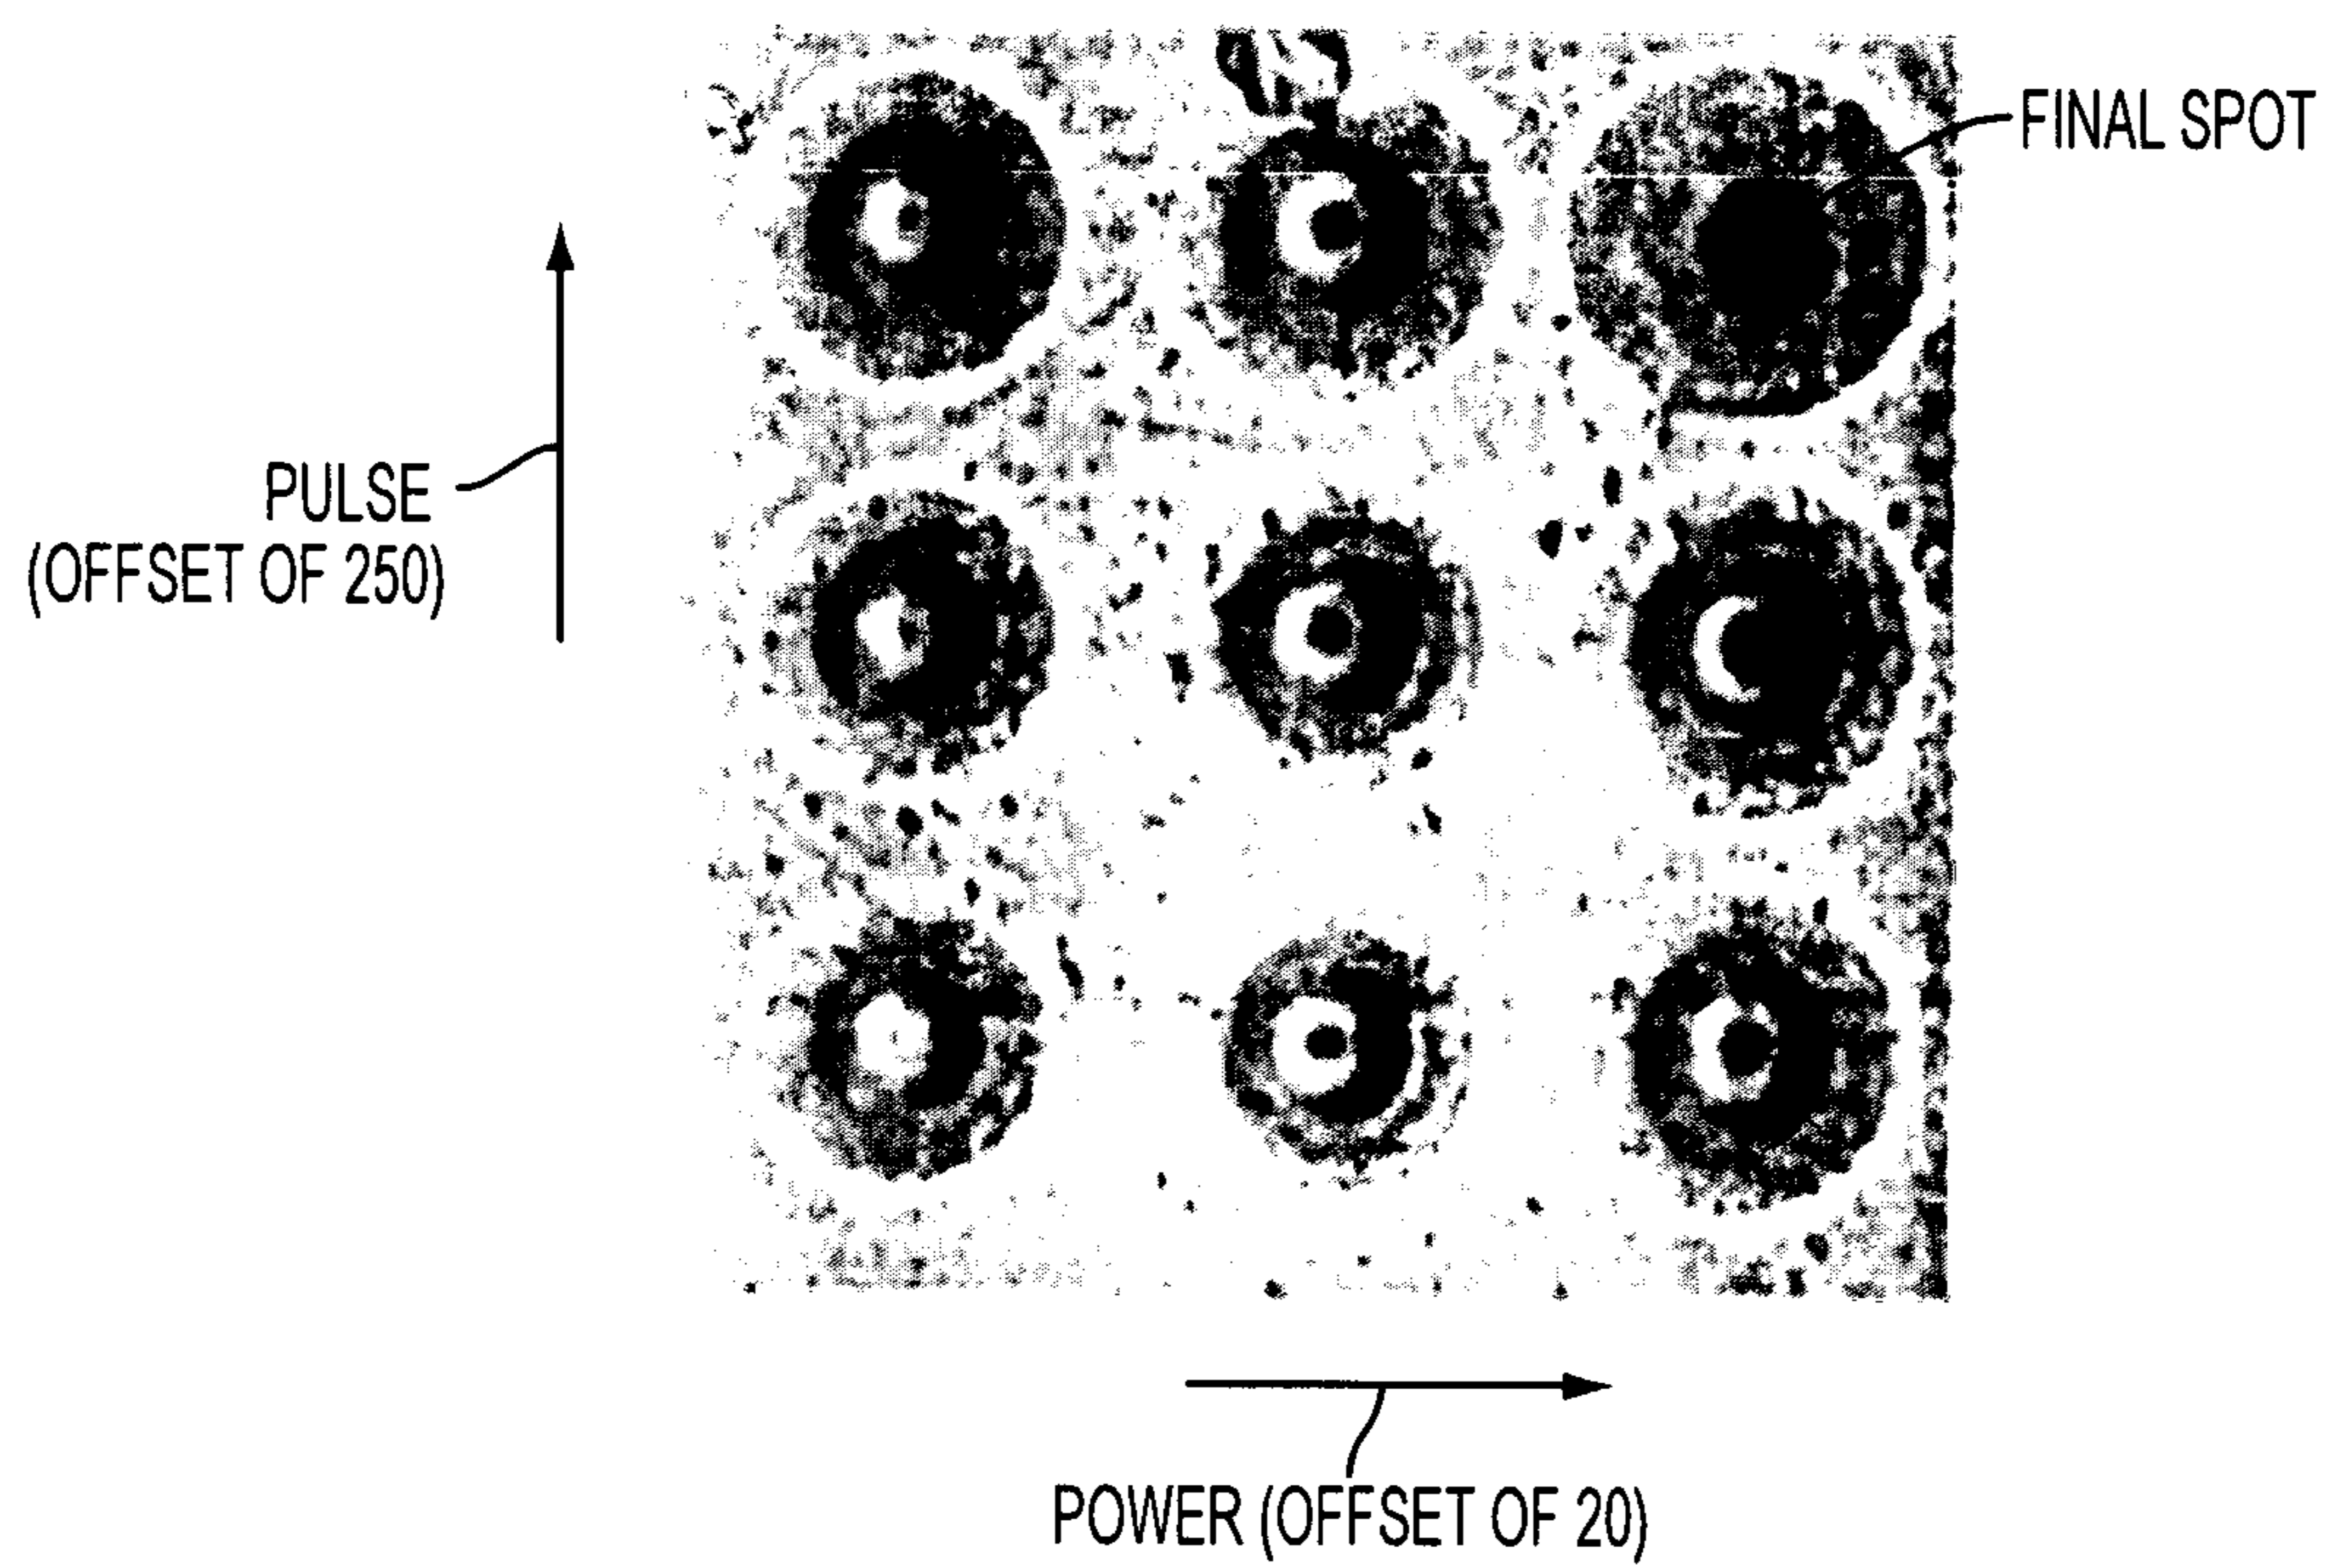 FINAL SPOT
PULSE
(OFFSET OF 250)
POWER (OFFSET OF 20)